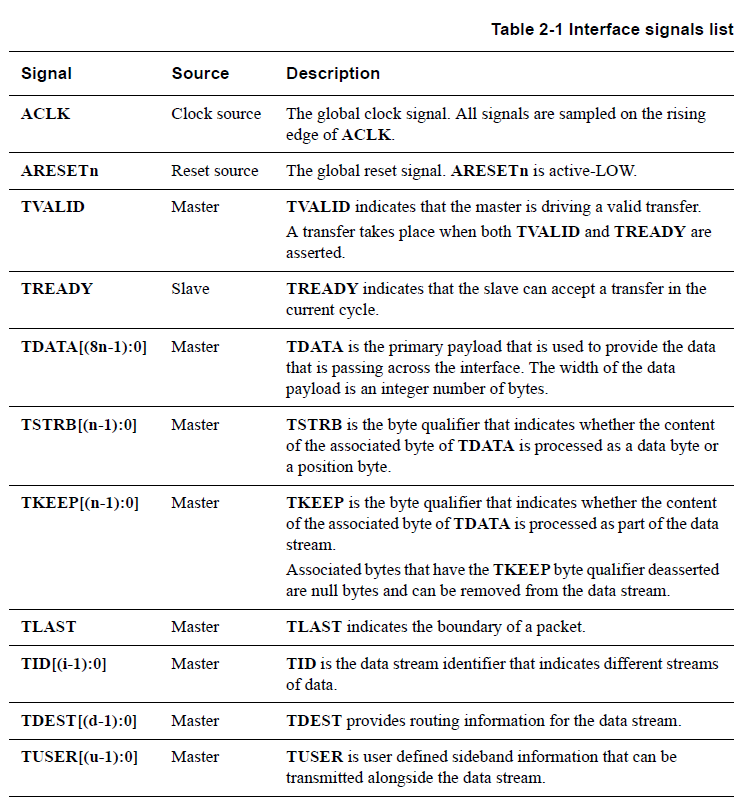 Table 2-1 Interface signals list
Signal Source Description
ACLK Clock source The global clock signal. All signals are sampled on the rising
edge of ACLK.
ARESETn Reset source The global reset signal. ARESETn is active-LOW.
TVALID Master TVALID indicates that the master is driving a valid transfer.
A transfer takes place when both TVALID and TREADY are
asserted.
TREADY Slave TREADY indicates that the slave can accept a transfer in the
current cycle.
TDATA[(8n-1):0] Master TDATA is the primary payload that is used to provide the data
that is passing across the interface. The width of the data
payload is an integer number of bytes.
TSTRB[(n-1):0] Master TSTRB is the byte qualifier that indicates whether the content
of the associated byte of TDATA is processed as a data byte or
a position byte.
TKEEP[(n-1):0] Master TKEEP is the byte qualifier that indicates whether the content
of the associated byte of TDATA is processed as part of the data
stream.
Associated bytes that have the TKEEP byte qualifier deasserted
are null bytes and can be removed from the data stream.
TLAST Master TLAST indicates the boundary of a packet.
TID[(i-1):0] Master TID is the data stream identifier that indicates different streams
of data.
TDEST[(d-1):0] Master TDEST provides routing information for the data stream.
TUSER[(u-1):0] Master TUSER is user defined sideband information that can be
transmitted alongside the data stream.